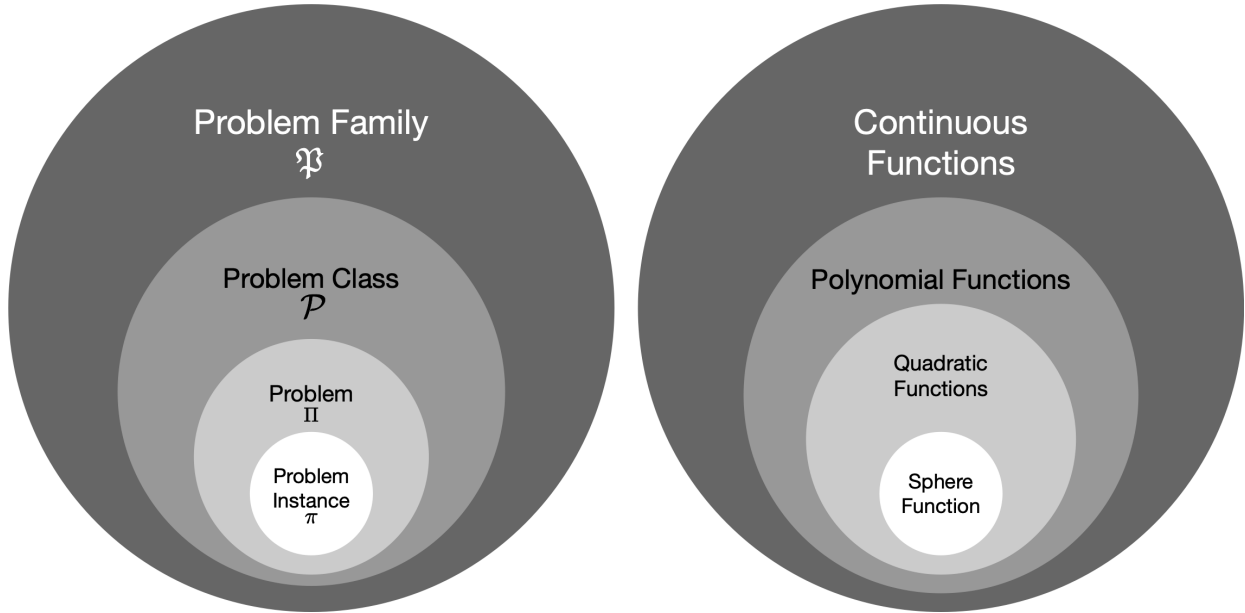 Problem Family
𝔓
Problem Class
𝒫
Problem
Π
Problem
Instance
π
Continuous
Functions
Polynomial Functions
Quadratic
Functions
Sphere
Function